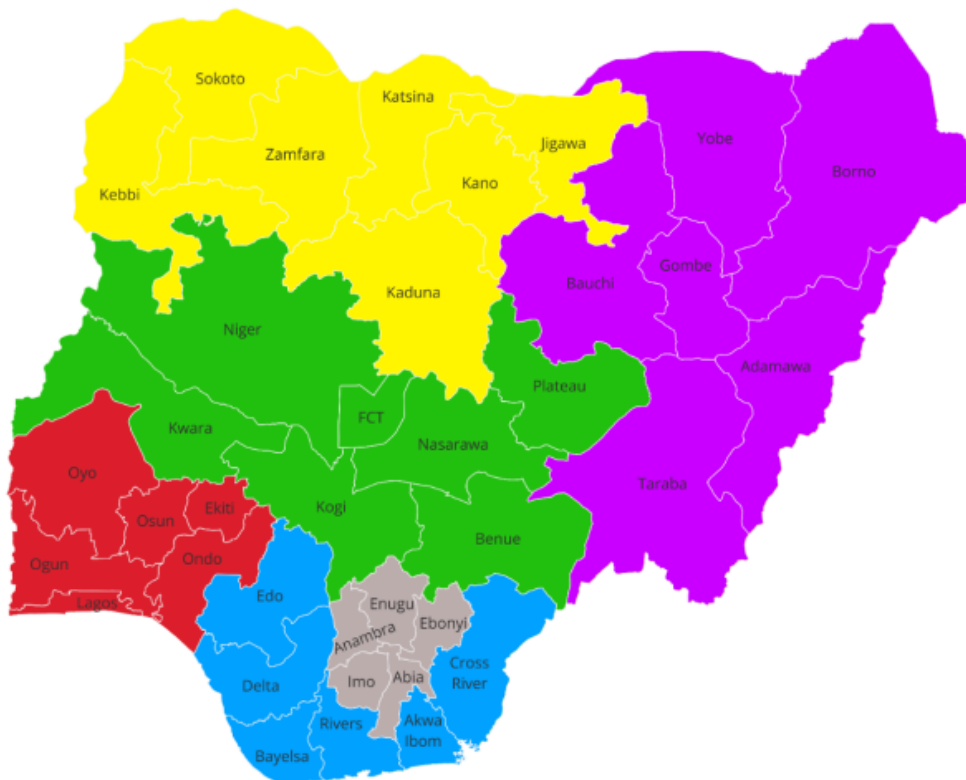 Sokoto
Katsina
Yobe
Jigawa
Zamfara
Borno
Kano
Kebbi
Gombe
Bauchi
Kaduna
Niger
Adamawa
Plateau
FCT
Kwara
Nasarawa
Oyo
Taraba
Kogi
Ekiti
Osun
Benue
Ondo
Ogun
Edo
Lagos
Enugu
Ebonyi
Anambra
Cross
River
Abia
Imo
Delta
Rivers
Akwa
Ibom
Bayelsa